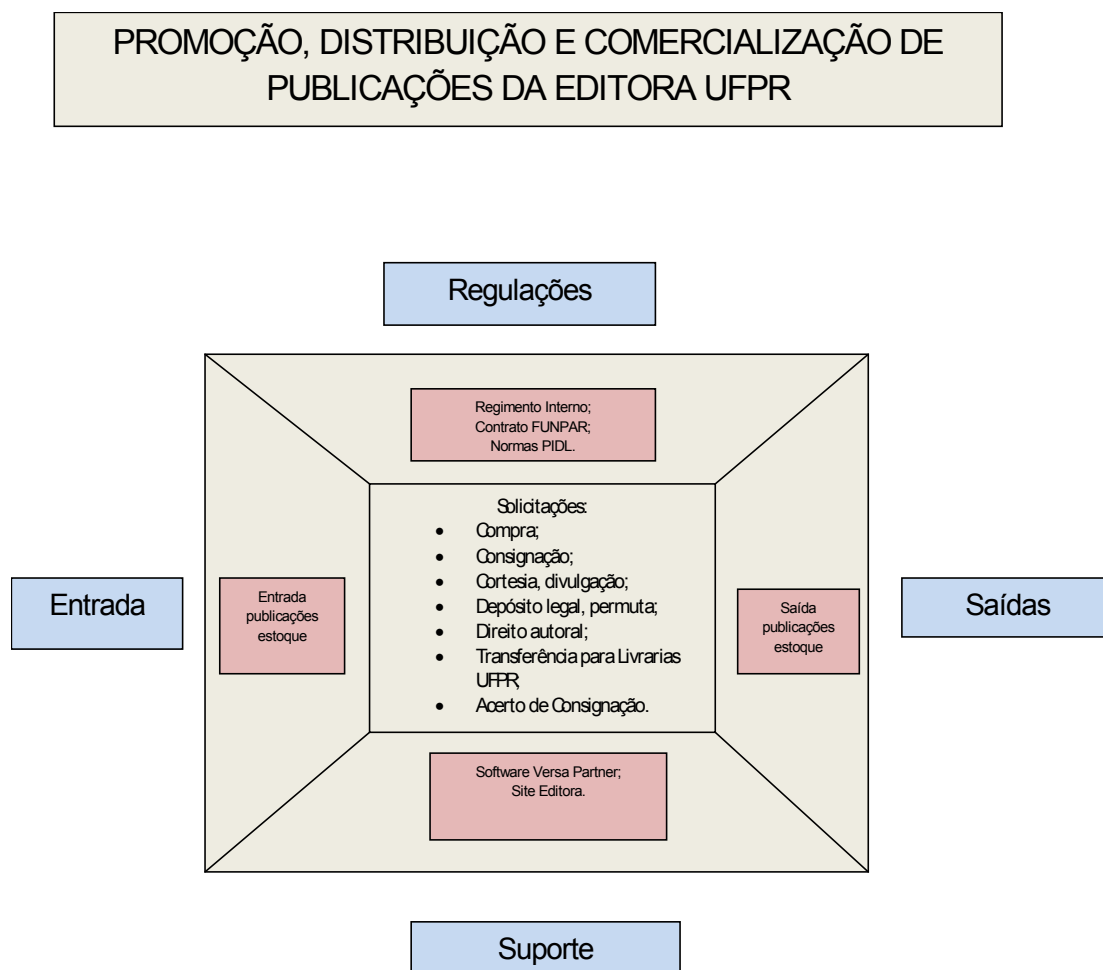 PROMOÇÃO, DISTRIBUIÇÃO E COMERCIALIZAÇÃO DE
PUBLICAÇÕES DA EDITORA UFPR
Regulações
Regimento Interno;
Contrato FUNPAR;
Normas PIDL.
Entrada
Entrada
publicações
estoque
Solicitações:
• Compra;
• Consignação;
• Cortesia, divulgação;
• Depósito legal, permuta;
• Direito autoral;
• Transferência para Livrarias
UFPR;
• Acerto de Consignação.
Saída
publicações
estoque
Saídas
Software Versa Partner;
Site Editora.
Suporte